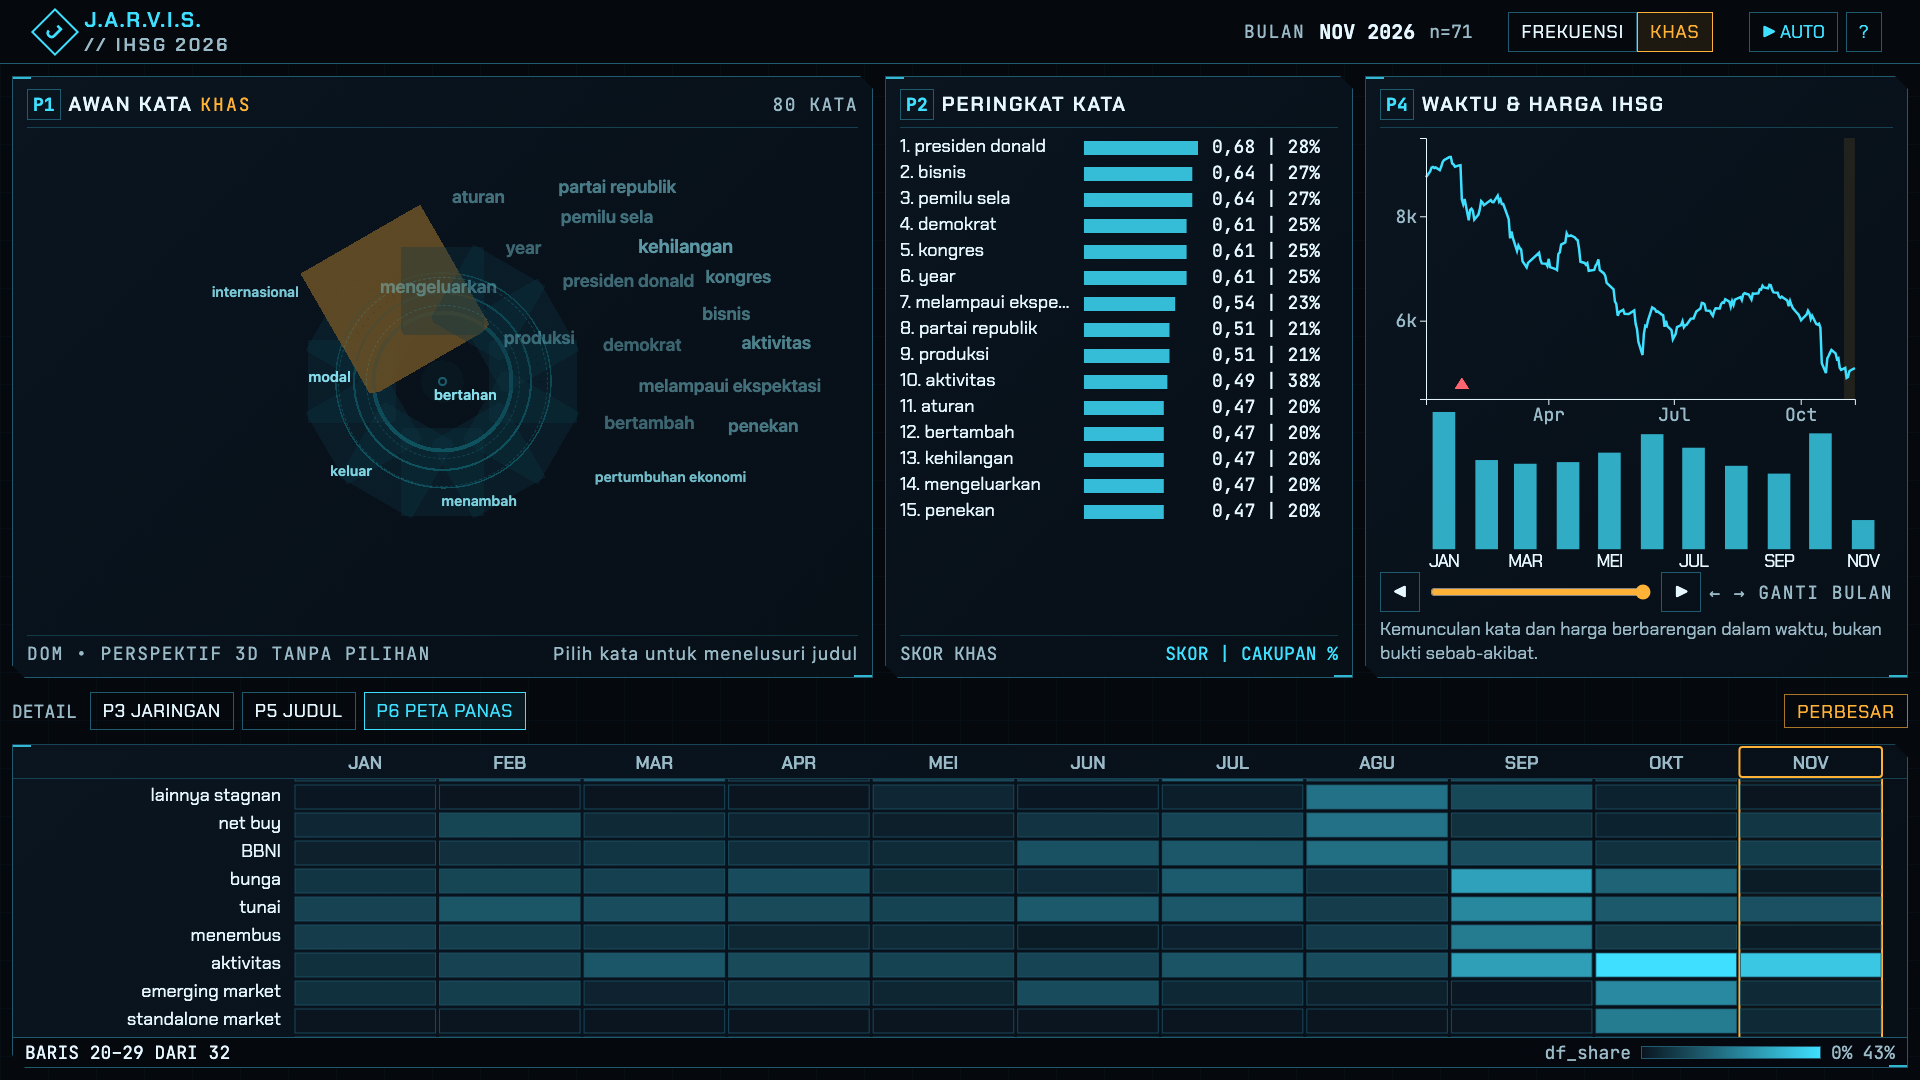 J.A.R.V.I.S.
// IHSG 2026
BULAN NOV 2026 n=71
FREKUENSI KHAS
▶ AUTO
?
P1 AWAN KATA KHAS
80 KATA
aturan
partai republik
pemilu sela
year
kehilangan
internasional
mengeluarkan
presiden donald
kongres
bisnis
produksi
demokrat
aktivitas
modal
bertahan
melampaui ekspektasi
bertambah
penekan
keluar
pertumbuhan ekonomi
menambah
DOM • PERSPEKTIF 3D TANPA PILIHAN
Pilih kata untuk menelusuri judul
P2 PERINGKAT KATA
1. presiden donald 0,68 | 28%
2. bisnis 0,64 | 27%
3. pemilu sela 0,64 | 27%
4. demokrat 0,61 | 25%
5. kongres 0,61 | 25%
6. year 0,61 | 25%
7. melampaui ekspe... 0,54 | 23%
8. partai republik 0,51 | 21%
9. produksi 0,51 | 21%
10. aktivitas 0,49 | 38%
11. aturan 0,47 | 20%
12. bertambah 0,47 | 20%
13. kehilangan 0,47 | 20%
14. mengeluarkan 0,47 | 20%
15. penekan 0,47 | 20%
SKOR KHAS
SKOR | CAKUPAN %
P4 WAKTU & HARGA IHSG
8k
6k
Apr Jul Oct
JAN MAR MEI JUL SEP NOV
◀ ▶ ← → GANTI BULAN
Kemunculan kata dan harga berbarengan dalam waktu, bukan
bukti sebab-akibat.
DETAIL P3 JARINGAN P5 JUDUL P6 PETA PANAS
PERBESAR
JAN FEB MAR APR MEI JUN JUL AGU SEP OKT NOV
lainnya stagnan
net buy
BBNI
bunga
tunai
menembus
aktivitas
emerging market
standalone market
BARIS 20–29 DARI 32
df_share 0% 43%